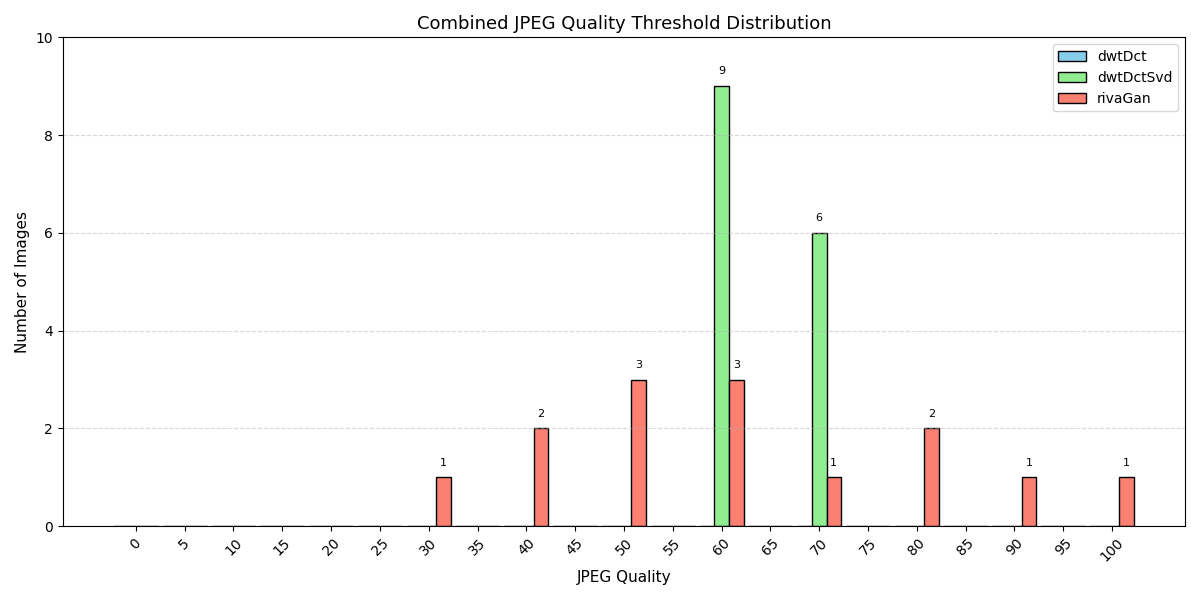 Combined JPEG Quality Threshold Distribution
Number of Images
10
8
6
4
2
0
dwtDct
dwtDctSvd
rivaGan
1
2
3
9
3
6
1
2
1
1
0 5 10 15 20 25 30 35 40 45 50 55 60 65 70 75 80 85 90 95 100
JPEG Quality